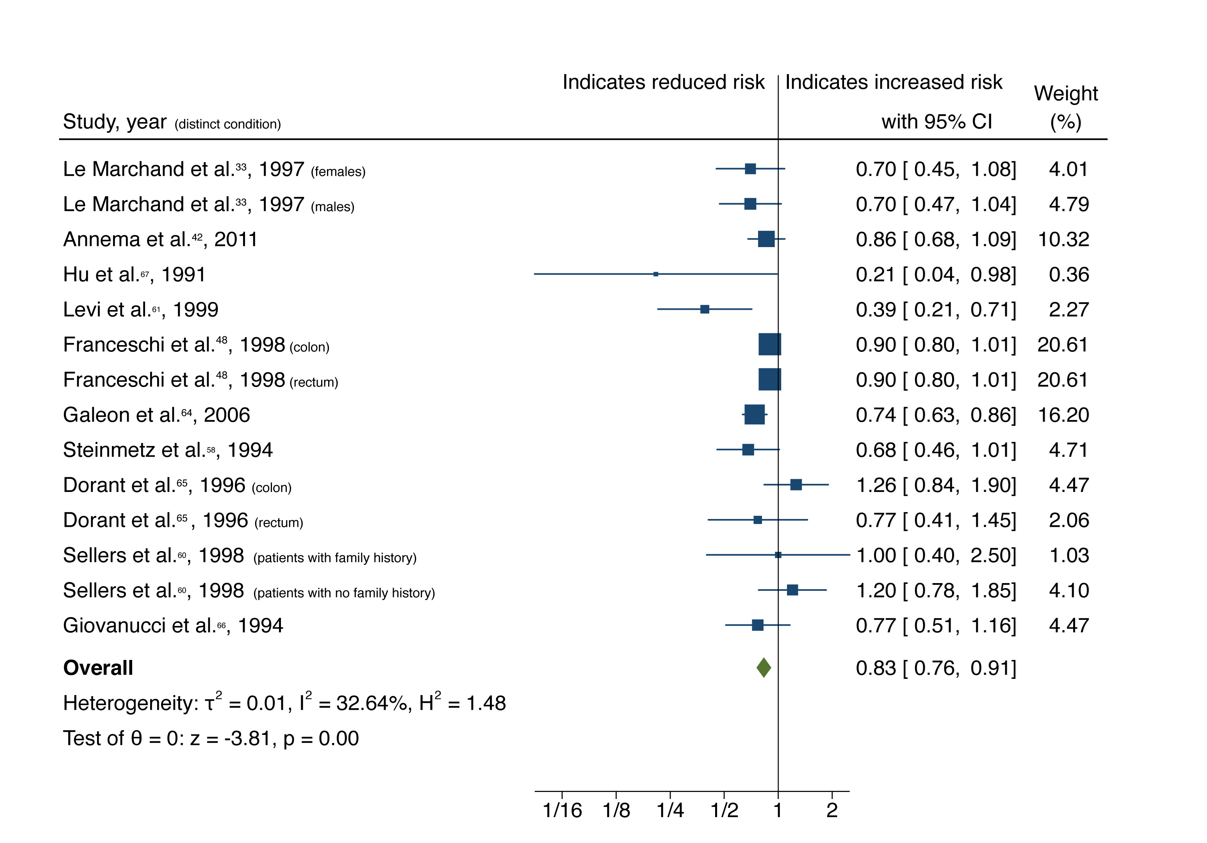 Indicates reduced risk Indicates increased risk Weight
Study, year (distinct condition) with 95% CI (%)
Le Marchand et al.³³, 1997 (females) 0.70 [ 0.45, 1.08] 4.01
Le Marchand et al.³³, 1997 (males) 0.70 [ 0.47, 1.04] 4.79
Annema et al.⁴², 2011 0.86 [ 0.68, 1.09] 10.32
Hu et al.⁶⁷, 1991 0.21 [ 0.04, 0.98] 0.36
Levi et al.⁶¹, 1999 0.39 [ 0.21, 0.71] 2.27
Franceschi et al.⁴⁸, 1998 (colon) 0.90 [ 0.80, 1.01] 20.61
Franceschi et al.⁴⁸, 1998 (rectum) 0.90 [ 0.80, 1.01] 20.61
Galeon et al.⁶⁴, 2006 0.74 [ 0.63, 0.86] 16.20
Steinmetz et al.⁵⁸, 1994 0.68 [ 0.46, 1.01] 4.71
Dorant et al.⁶⁵, 1996 (colon) 1.26 [ 0.84, 1.90] 4.47
Dorant et al.⁶⁵, 1996 (rectum) 0.77 [ 0.41, 1.45] 2.06
Sellers et al.⁶⁰, 1998 (patients with family history) 1.00 [ 0.40, 2.50] 1.03
Sellers et al.⁶⁰, 1998 (patients with no family history) 1.20 [ 0.78, 1.85] 4.10
Giovanucci et al.⁶⁶, 1994 0.77 [ 0.51, 1.16] 4.47
Overall 0.83 [ 0.76, 0.91]
Heterogeneity: τ² = 0.01, I² = 32.64%, H² = 1.48
Test of θ = 0: z = -3.81, p = 0.00
1/16 1/8 1/4 1/2 1 2